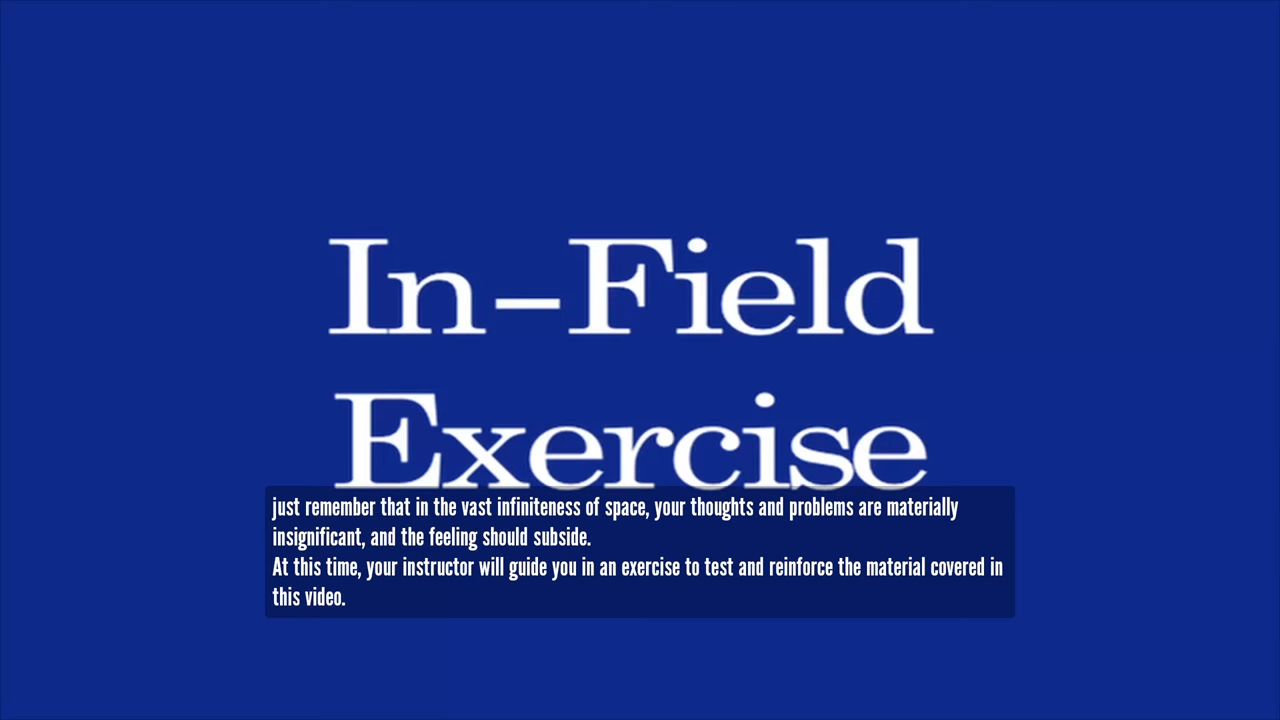 In-Field
Exercise
just remember that in the vast infiniteness of space, your thoughts and problems are materially
insignificant, and the feeling should subside.
At this time, your instructor will guide you in an exercise to test and reinforce the material covered in
this video.